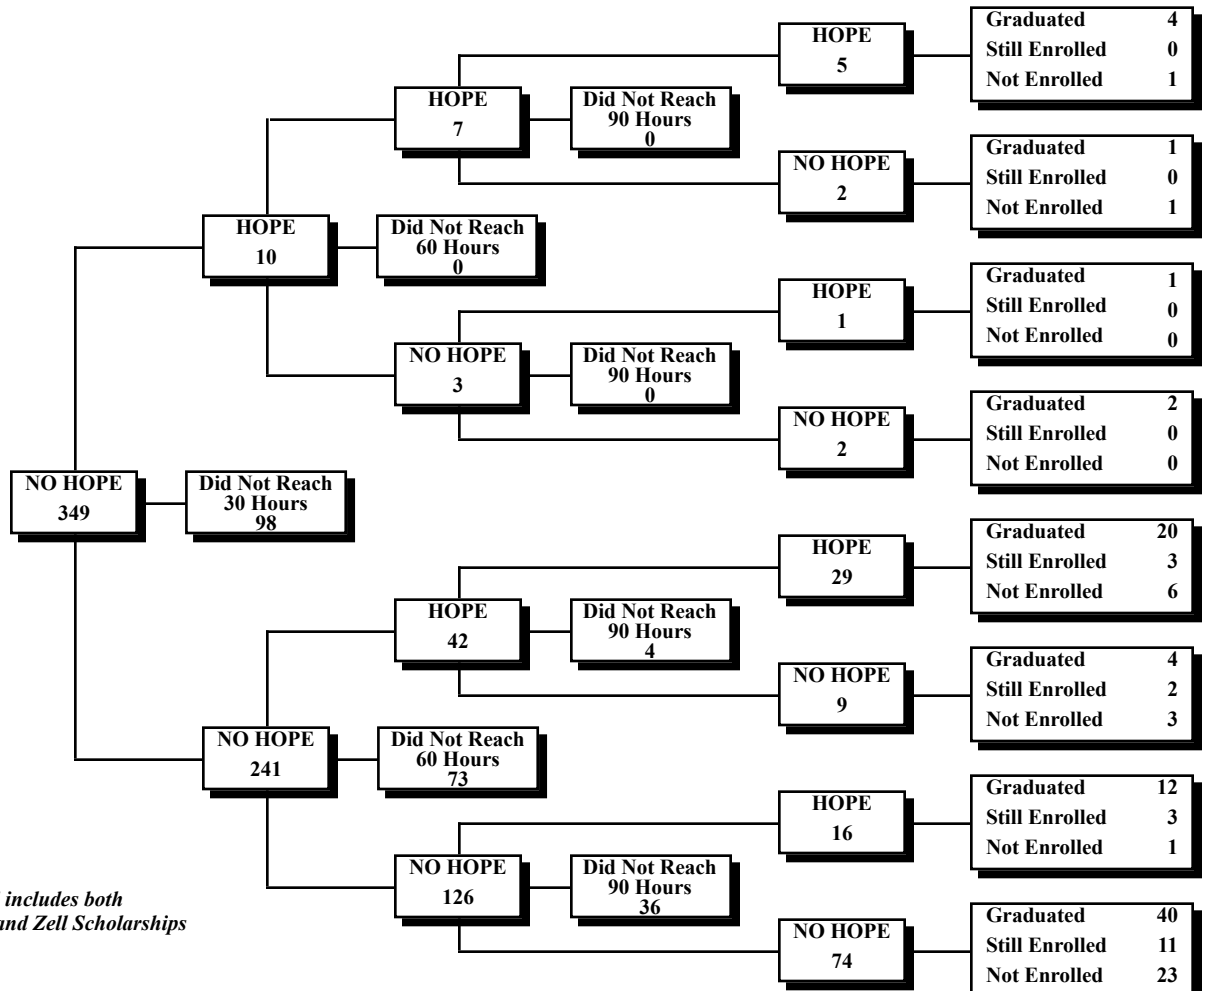 HOPE
5
Graduated 4
Still Enrolled 0
Not Enrolled 1
HOPE
7
Did Not Reach
90 Hours
0
NO HOPE
2
Graduated 1
Still Enrolled 0
Not Enrolled 1
HOPE
10
Did Not Reach
60 Hours
0
HOPE
1
Graduated 1
Still Enrolled 0
Not Enrolled 0
NO HOPE
3
Did Not Reach
90 Hours
0
NO HOPE
2
Graduated 2
Still Enrolled 0
Not Enrolled 0
NO HOPE
349
Did Not Reach
30 Hours
98
HOPE
29
Graduated 20
Still Enrolled 3
Not Enrolled 6
HOPE
42
Did Not Reach
90 Hours
4
NO HOPE
9
Graduated 4
Still Enrolled 2
Not Enrolled 3
NO HOPE
241
Did Not Reach
60 Hours
73
HOPE
16
Graduated 12
Still Enrolled 3
Not Enrolled 1
NO HOPE
126
Did Not Reach
90 Hours
36
NO HOPE
74
Graduated 40
Still Enrolled 11
Not Enrolled 23
includes both
and Zell Scholarships